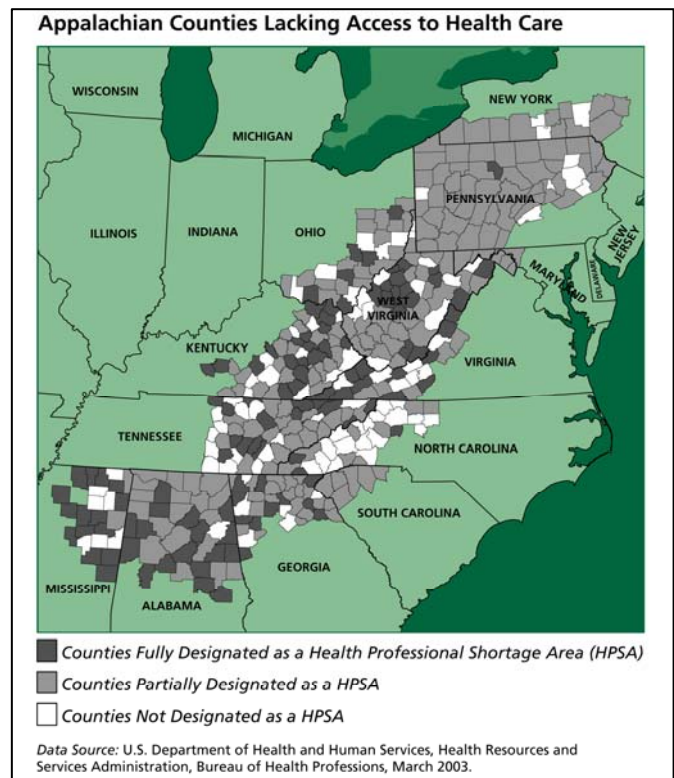 Appalachian Counties Lacking Access to Health Care
WISCONSIN
MICHIGAN
NEW YORK
ILLINOIS
INDIANA
OHIO
PENNSYLVANIA
NEW JERSEY
MARYLAND
DELAWARE
WEST
VIRGINIA
KENTUCKY
VIRGINIA
TENNESSEE
NORTH CAROLINA
SOUTH CAROLINA
MISSISSIPPI
ALABAMA
GEORGIA
Counties Fully Designated as a Health Professional Shortage Area (HPSA)
Counties Partially Designated as a HPSA
Counties Not Designated as a HPSA
Data Source: U.S. Department of Health and Human Services, Health Resources and
Services Administration, Bureau of Health Professions, March 2003.